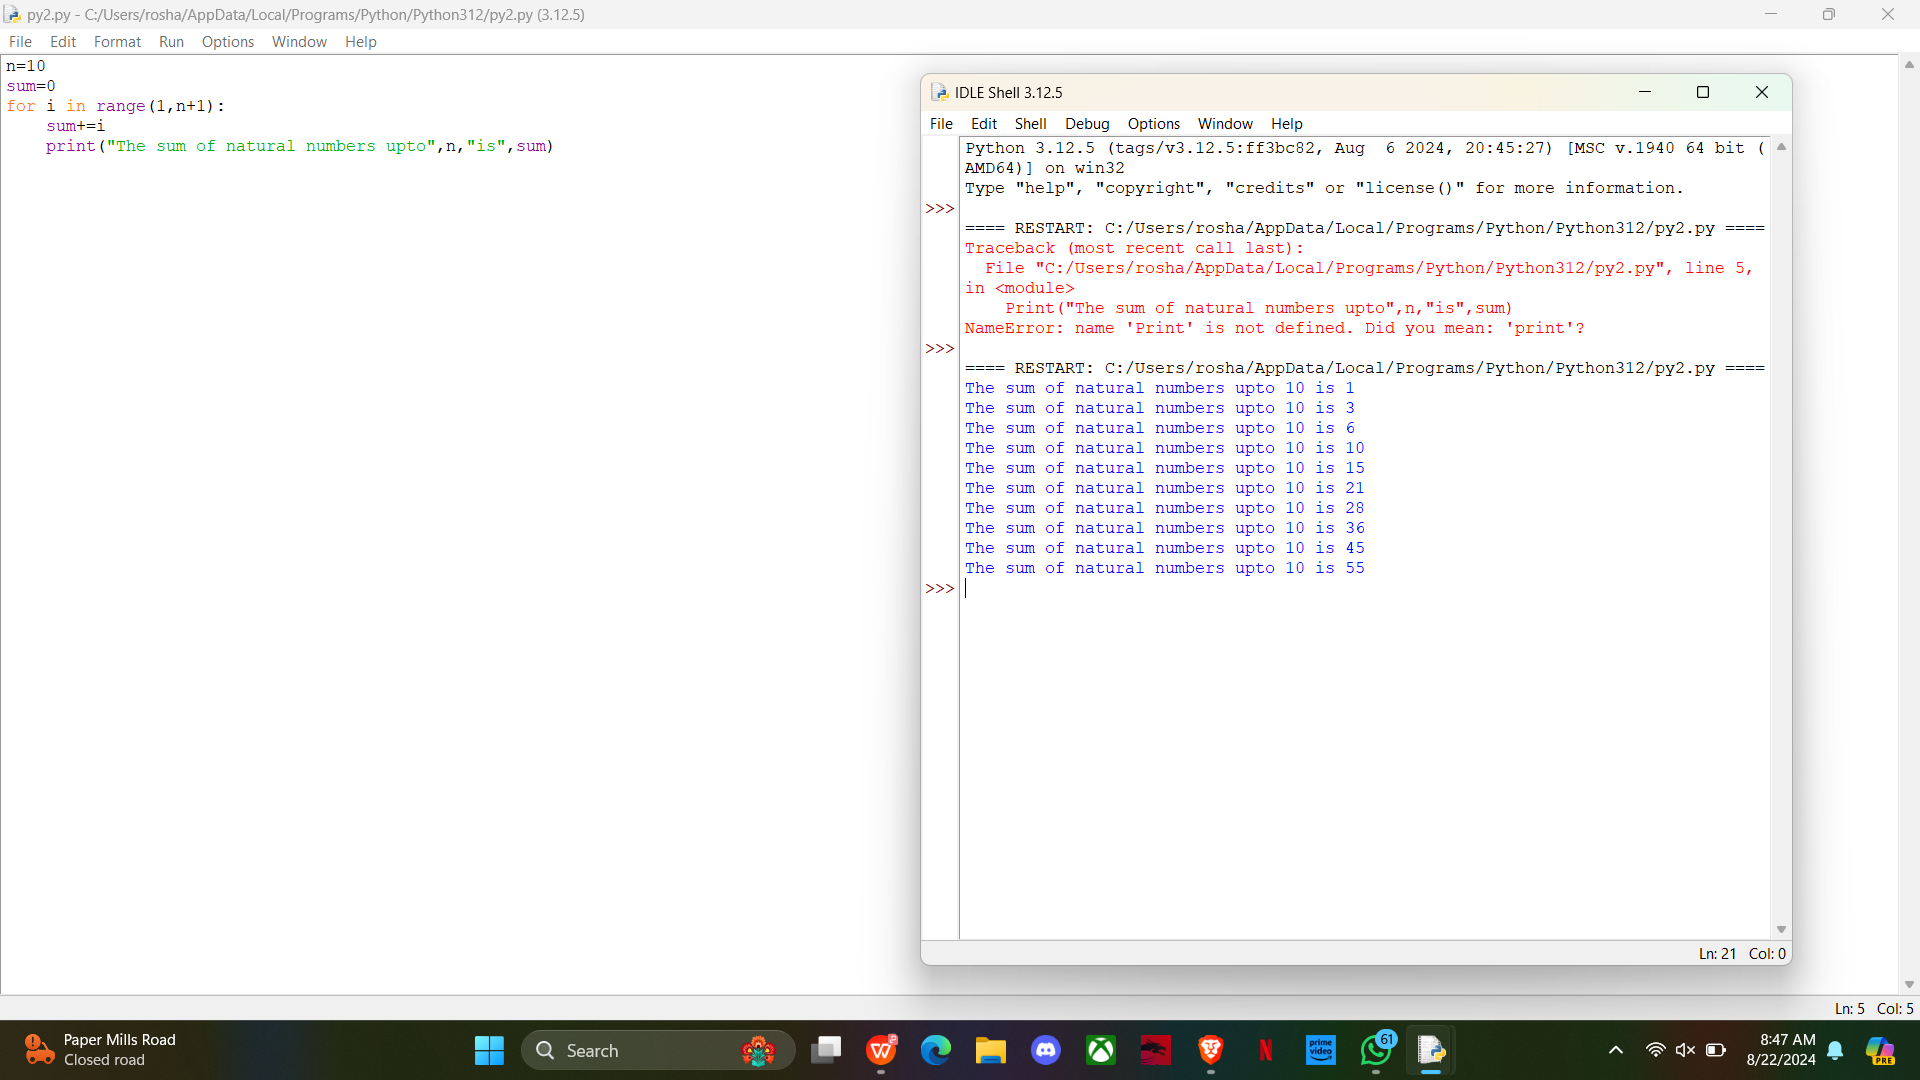 py2.py - C:/Users/rosha/AppData/Local/Programs/Python/Python312/py2.py (3.12.5)
File Edit Format Run Options Window Help
n=10
sum=0
for i in range(1,n+1):
    sum+=i
    print("The sum of natural numbers upto",n,"is",sum)
IDLE Shell 3.12.5
File Edit Shell Debug Options Window Help
Python 3.12.5 (tags/v3.12.5:ff3bc82, Aug  6 2024, 20:45:27) [MSC v.1940 64 bit (
AMD64)] on win32
Type "help", "copyright", "credits" or "license()" for more information.
>>>
==== RESTART: C:/Users/rosha/AppData/Local/Programs/Python/Python312/py2.py ====
Traceback (most recent call last):
  File "C:/Users/rosha/AppData/Local/Programs/Python/Python312/py2.py", line 5,
in <module>
    Print("The sum of natural numbers upto",n,"is",sum)
NameError: name 'Print' is not defined. Did you mean: 'print'?
>>>
==== RESTART: C:/Users/rosha/AppData/Local/Programs/Python/Python312/py2.py ====
The sum of natural numbers upto 10 is 1
The sum of natural numbers upto 10 is 3
The sum of natural numbers upto 10 is 6
The sum of natural numbers upto 10 is 10
The sum of natural numbers upto 10 is 15
The sum of natural numbers upto 10 is 21
The sum of natural numbers upto 10 is 28
The sum of natural numbers upto 10 is 36
The sum of natural numbers upto 10 is 45
The sum of natural numbers upto 10 is 55
>>>
Ln: 21 Col: 0
Ln: 5 Col: 5
Paper Mills Road
Closed road
Search
W
N
prime video
61
8:47 AM
8/22/2024
PRE